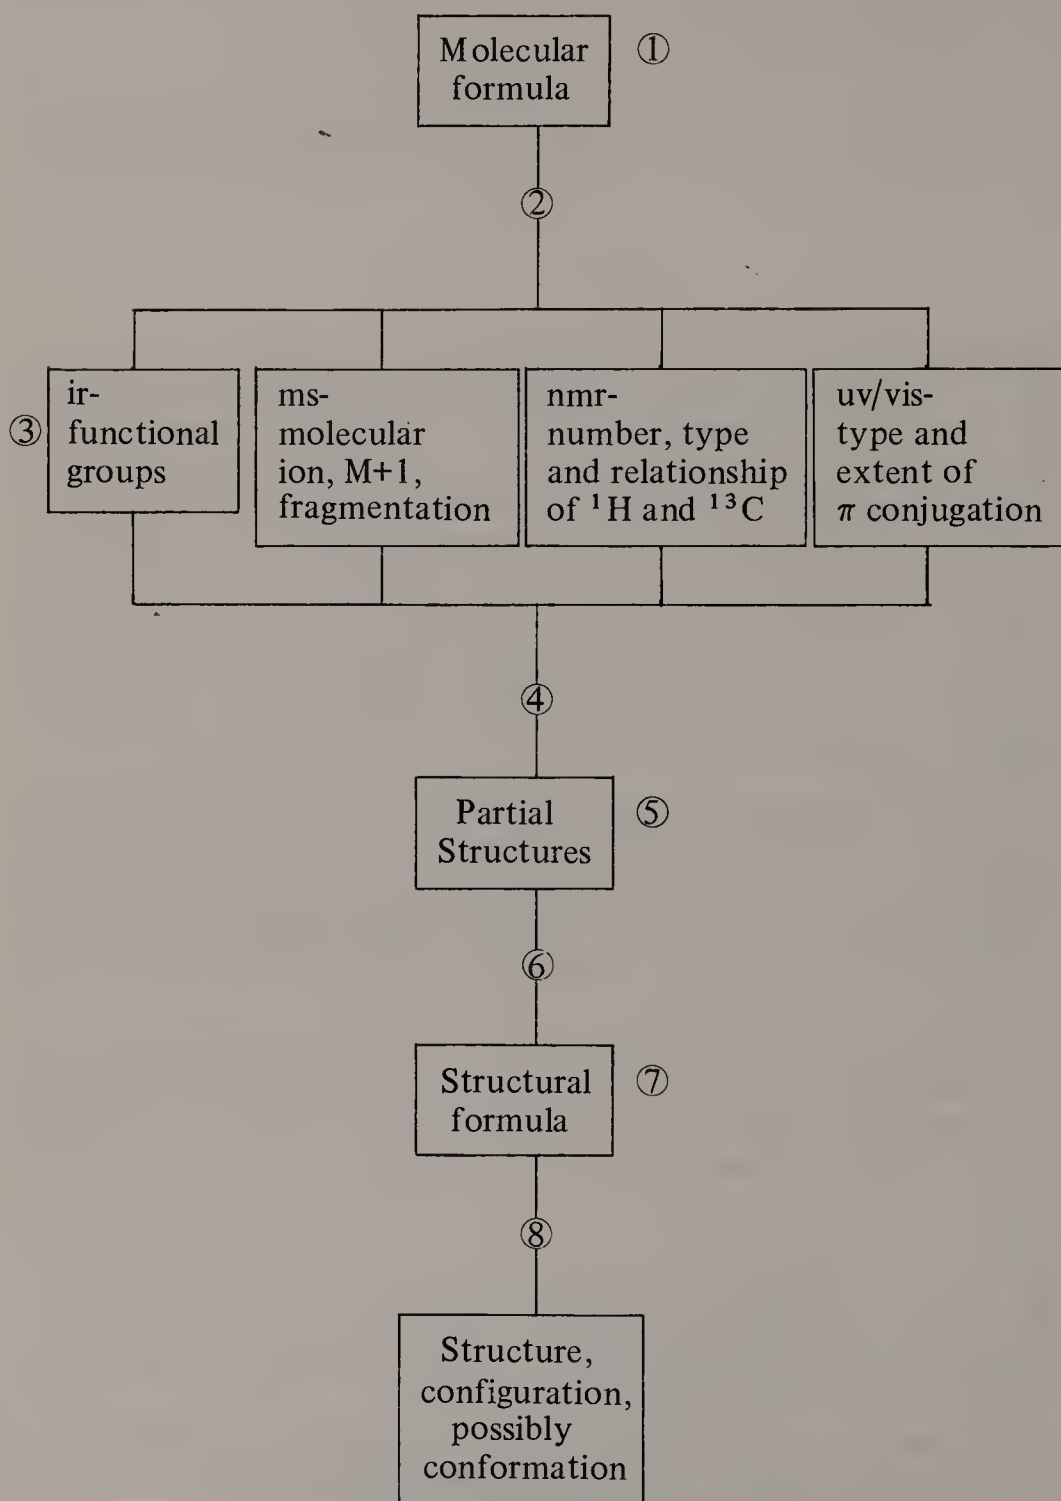 Molecular
formula
①
②
③
ir-
functional
groups
ms-
molecular
ion, M+1,
fragmentation
nmr-
number, type
and relationship
of ¹H and ¹³C
uv/vis-
type and
extent of
π conjugation
④
Partial
Structures
⑤
⑥
Structural
formula
⑦
⑧
Structure,
configuration,
possibly
conformation